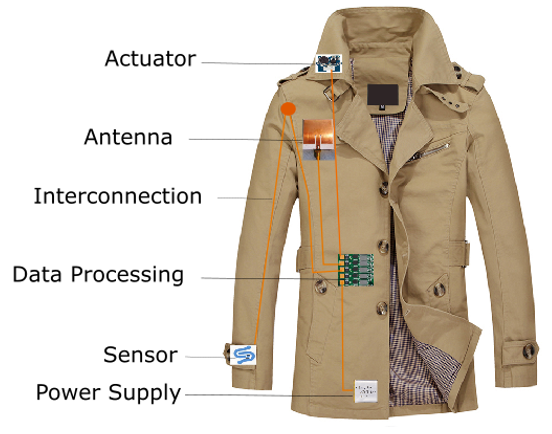 Actuator
Antenna
Interconnection
Data Processing
Sensor
Power Supply